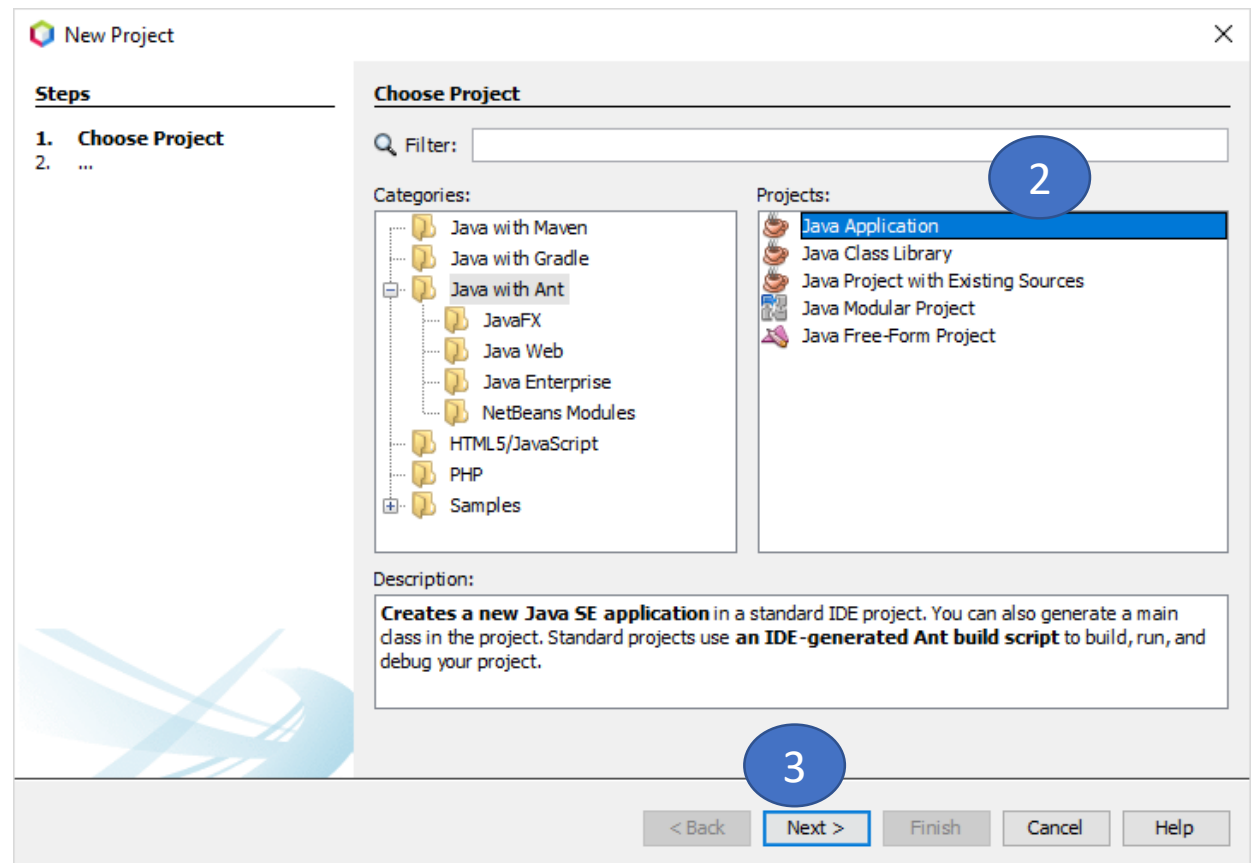 New Project
Steps
1. Choose Project
2. ...
Choose Project
Filter:
2
Categories:
Java with Maven
Java with Gradle
Java with Ant
JavaFX
Java Web
Java Enterprise
NetBeans Modules
HTML5/JavaScript
PHP
Samples
Projects:
Java Application
Java Class Library
Java Project with Existing Sources
Java Modular Project
Java Free-Form Project
Description:
Creates a new Java SE application in a standard IDE project. You can also generate a main
class in the project. Standard projects use an IDE-generated Ant build script to build, run, and
debug your project.
3
< Back
Next >
Finish
Cancel
Help